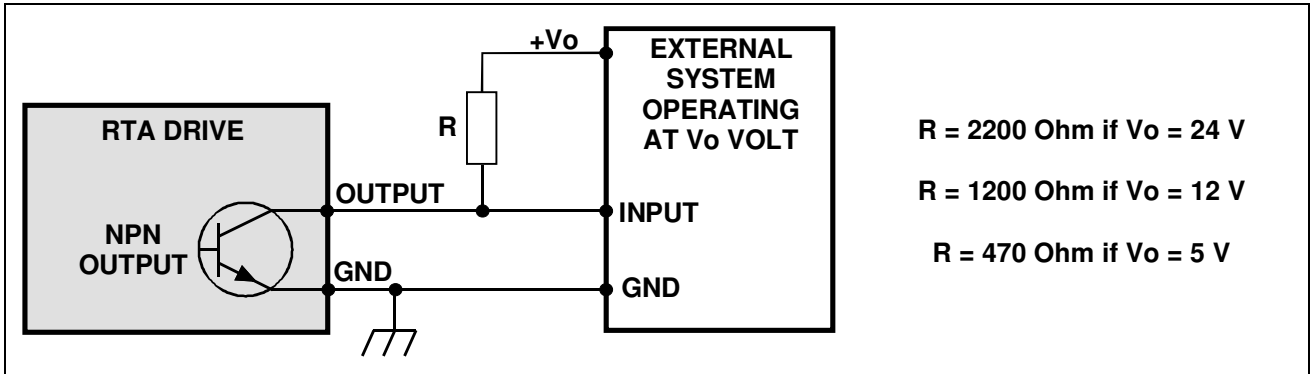 +Vo
EXTERNAL
SYSTEM
OPERATING
AT Vo VOLT
RTA DRIVE
R
R = 2200 Ohm if Vo = 24 V
OUTPUT
INPUT
R = 1200 Ohm if Vo = 12 V
NPN
OUTPUT
GND
GND
R = 470 Ohm if Vo = 5 V